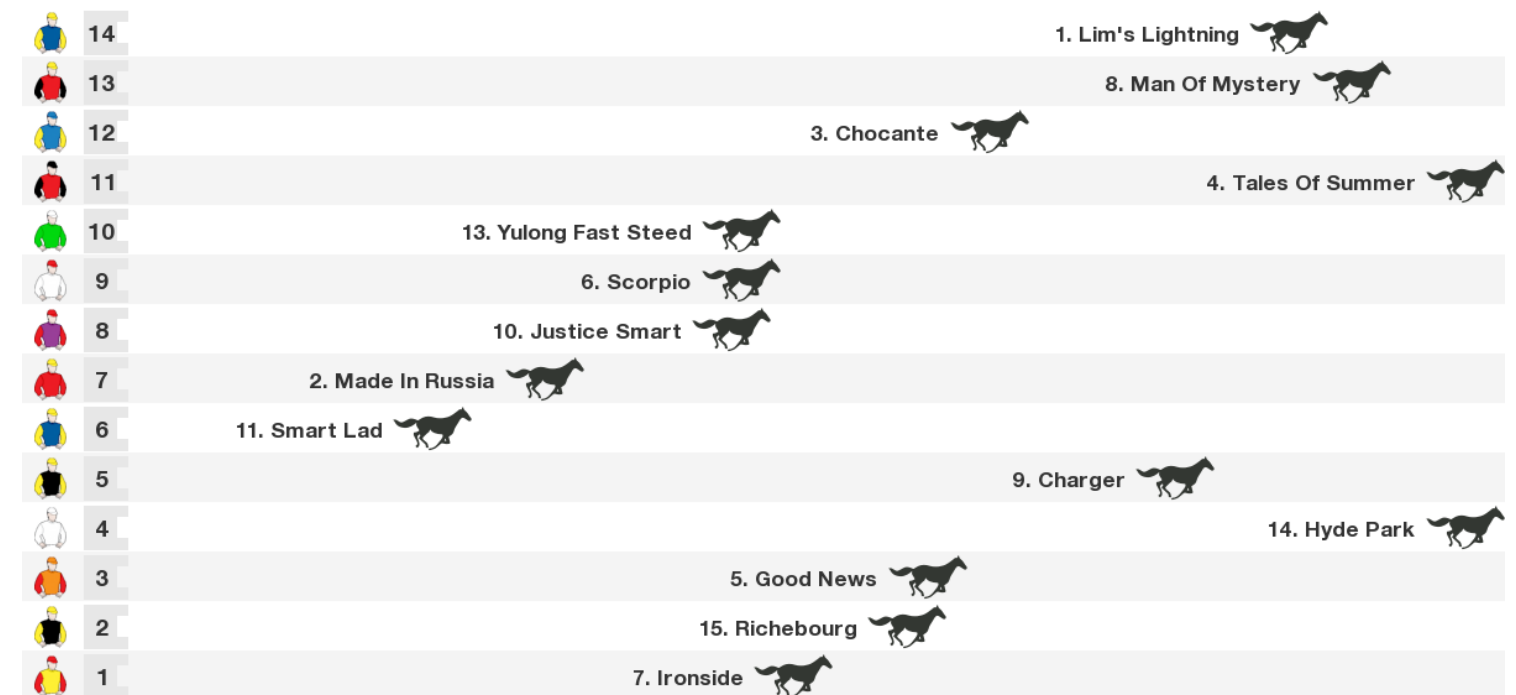 14 1. Lim's Lightning
13 8. Man Of Mystery
12 3. Chocante
11 4. Tales Of Summer
10 13. Yulong Fast Steed
9 6. Scorpio
8 10. Justice Smart
7 2. Made In Russia
6 11. Smart Lad
5 9. Charger
4 14. Hyde Park
3 5. Good News
2 15. Richebourg
1 7. Ironside